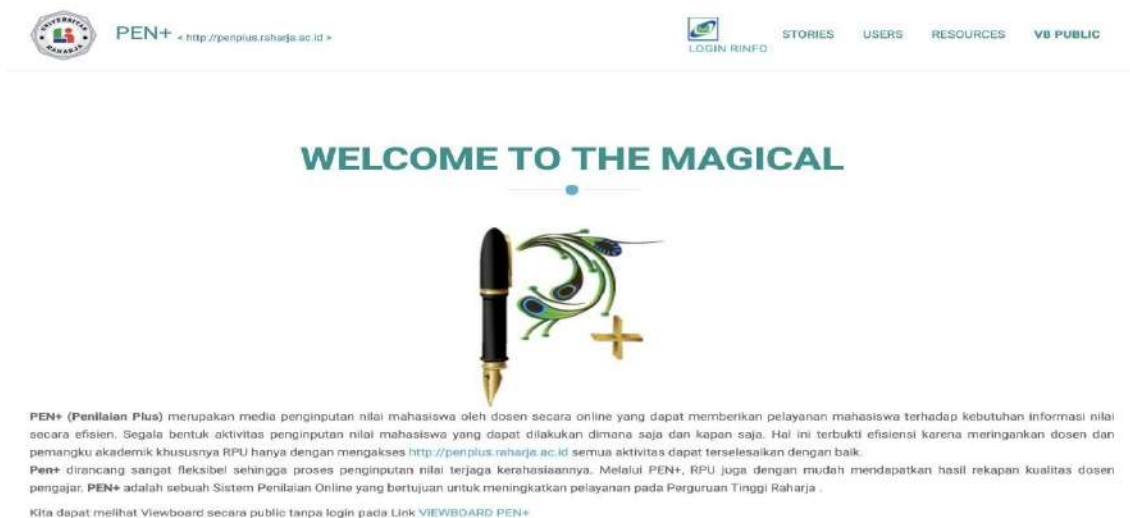 UNIVERSITAS
RAHARJA
PEN+ < http://penplus.raharja.ac.id >
LOGIN RINFO
STORIES USERS RESOURCES VB PUBLIC
WELCOME TO THE MAGICAL
PEN+ (Penilaian Plus) merupakan media penginputan nilai mahasiswa oleh dosen secara online yang dapat memberikan pelayanan mahasiswa terhadap kebutuhan informasi nilai
secara efisien. Segala bentuk aktivitas penginputan nilai mahasiswa yang dapat dilakukan dimana saja dan kapan saja. Hal ini terbukti efisiensi karena meringankan dosen dan
pemangku akademik khususnya RPU hanya dengan mengakses http://penplus.raharja.ac.id semua aktivitas dapat terselesaikan dengan baik.
Pen+ dirancang sangat fleksibel sehingga proses penginputan nilai terjaga kerahasiaannya. Melalui PEN+, RPU juga dengan mudah mendapatkan hasil rekapan kualitas dosen
pengajar. PEN+ adalah sebuah Sistem Penilaian Online yang bertujuan untuk meningkatkan pelayanan pada Perguruan Tinggi Raharja .
Kita dapat melihat Viewboard secara public tanpa login pada Link VIEWBOARD PEN+